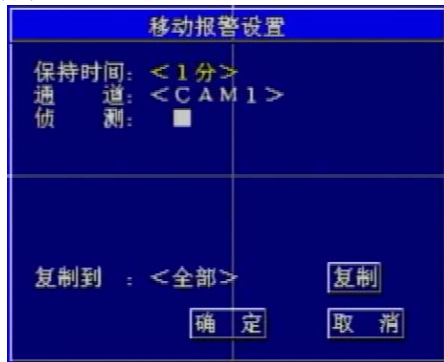 移动报警设置
保持时间：<1分>
通 道：<CAM1>
侦 测：
复制到 ：<全部> 复制
确 定 取 消